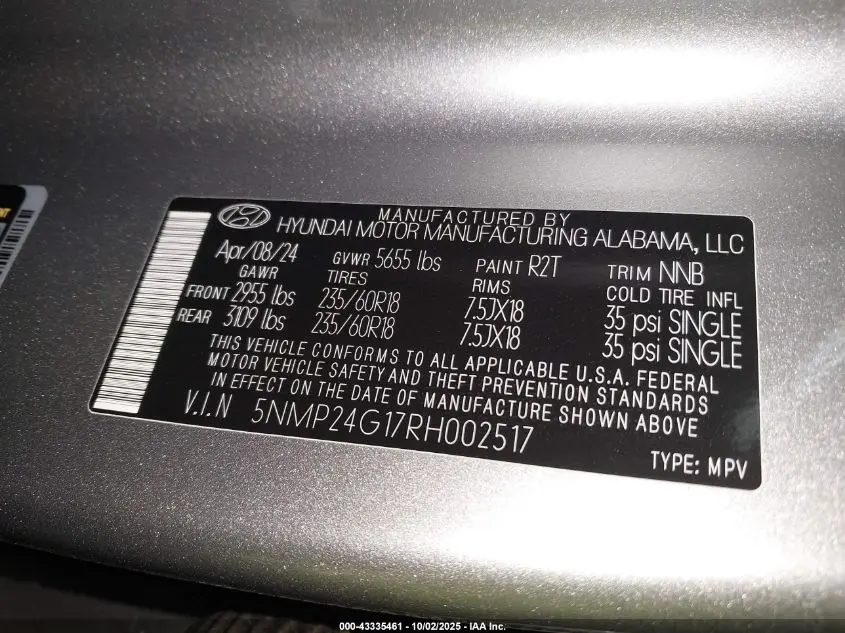 MANUFACTURED BY
HYUNDAI MOTOR MANUFACTURING ALABAMA, LLC
Apr/08/24 GVWR 5655 lbs PAINT R2T TRIM NNB
GAWR TIRES RIMS COLD TIRE INFL
FRONT 2955 lbs 235/60R18 7.5JX18 35 psi SINGLE
REAR 3109 lbs 235/60R18 7.5JX18 35 psi SINGLE
THIS VEHICLE CONFORMS TO ALL APPLICABLE U.S.A. FEDERAL
MOTOR VEHICLE SAFETY AND THEFT PREVENTION STANDARDS
IN EFFECT ON THE DATE OF MANUFACTURE SHOWN ABOVE
V.I.N 5NMP24G17RH002517
TYPE: MPV
000-43335461 - 10/02/2025 - IAA Inc.